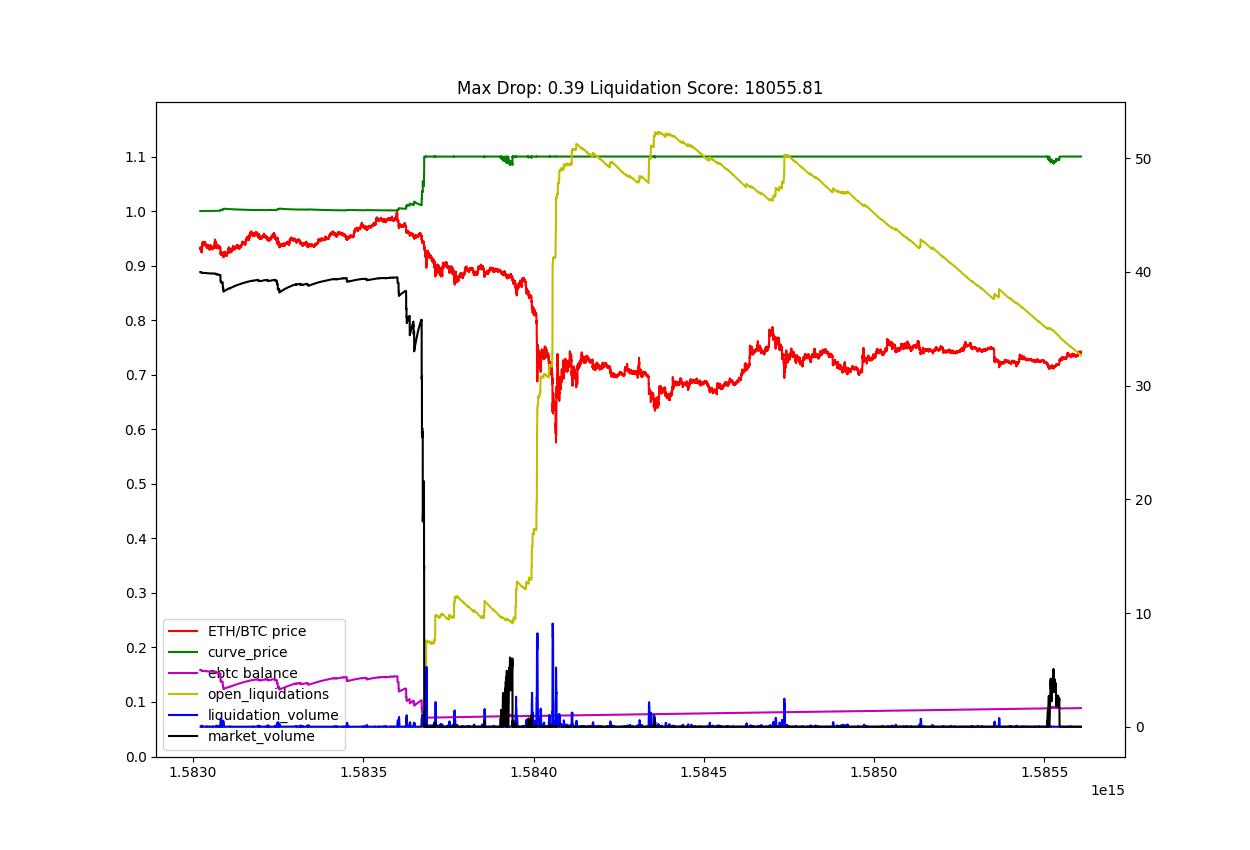 Max Drop: 0.39 Liquidation Score: 18055.81
1.1
1.0
0.9
0.8
0.7
0.6
0.5
0.4
0.3
0.2
0.1
0.0
50
40
30
20
10
0
ETH/BTC price
curve_price
ebtc balance
open_liquidations
liquidation_volume
market_volume
1.5830 1.5835 1.5840 1.5845 1.5850 1.5855
1e15